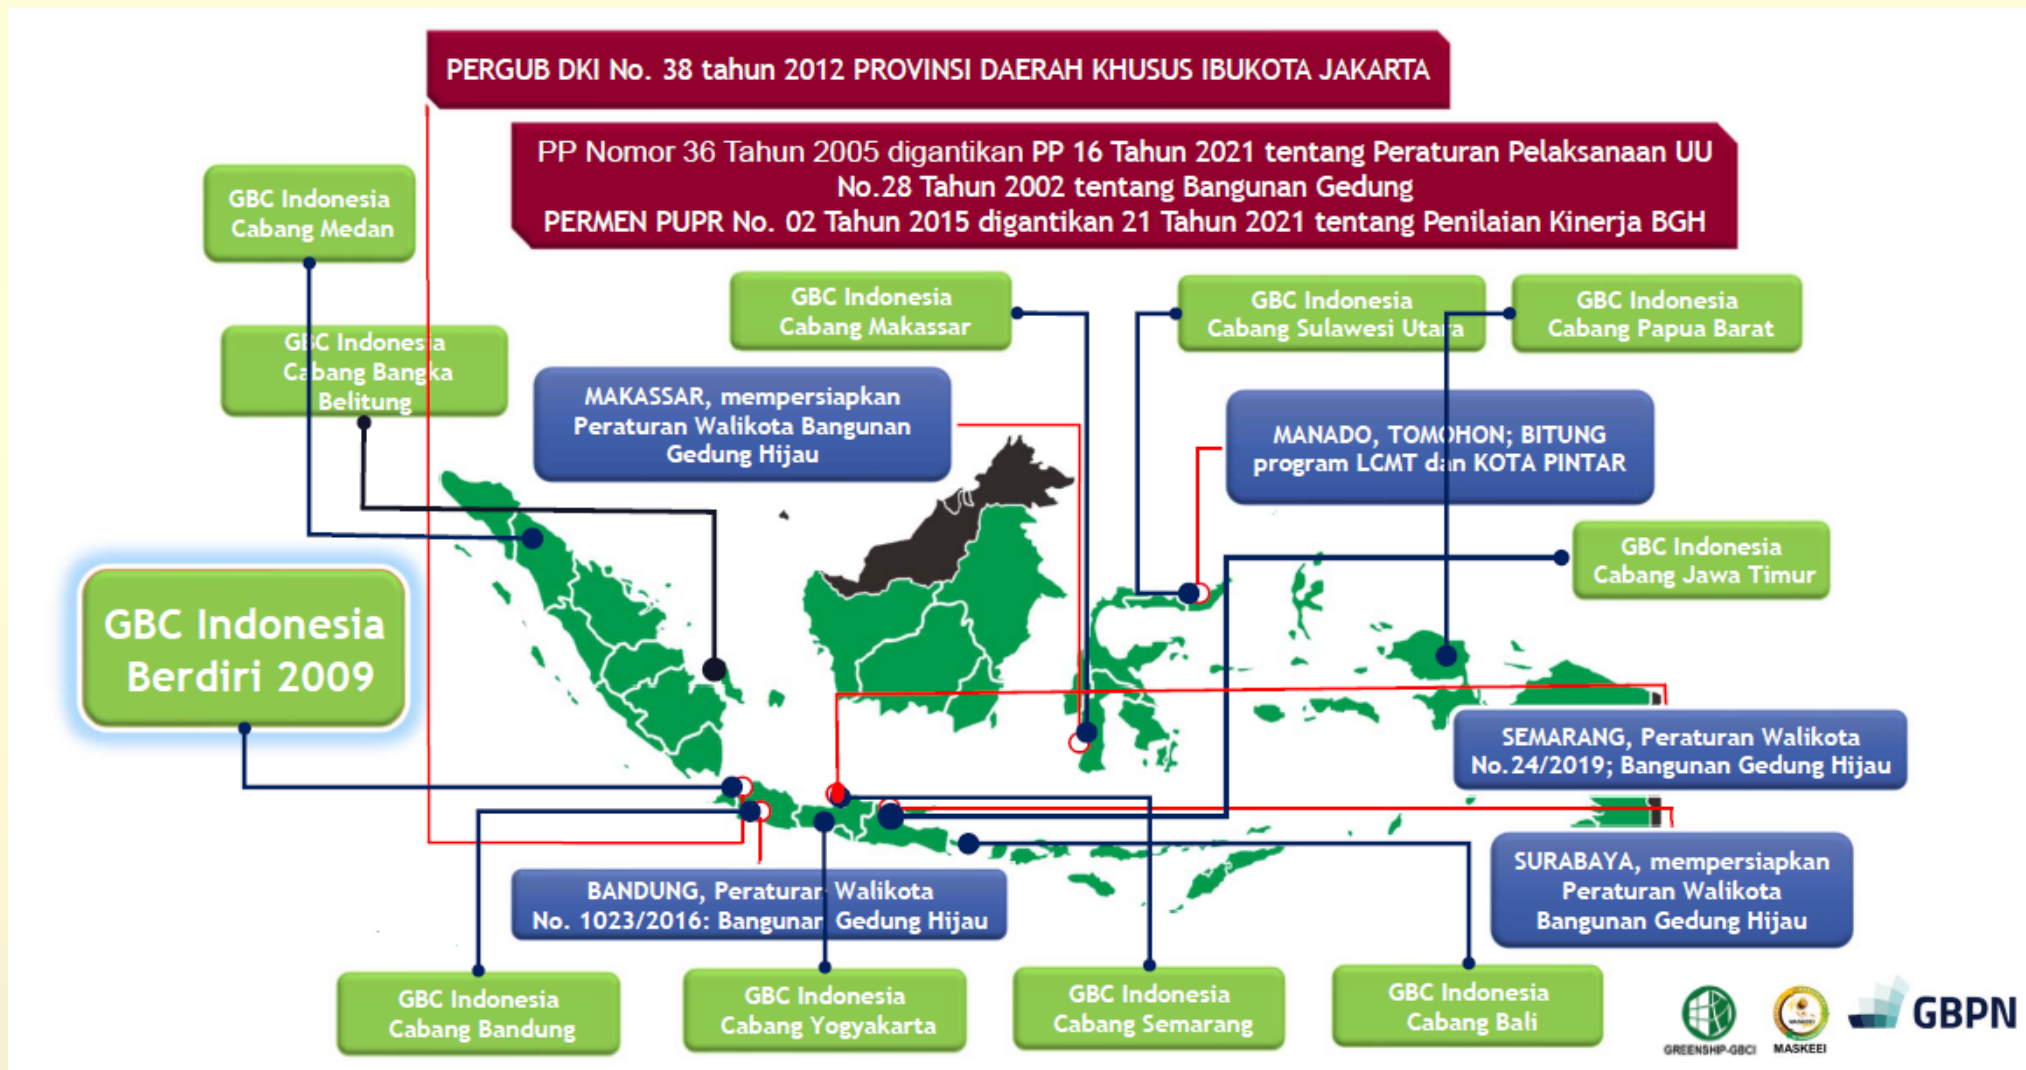 PERGUB DKI No. 38 tahun 2012 PROVINSI DAERAH KHUSUS IBUKOTA JAKARTA
PP Nomor 36 Tahun 2005 digantikan PP 16 Tahun 2021 tentang Peraturan Pelaksanaan UU
No.28 Tahun 2002 tentang Bangunan Gedung
PERMEN PUPR No. 02 Tahun 2015 digantikan 21 Tahun 2021 tentang Penilaian Kinerja BGH
GBC Indonesia
Cabang Medan
GBC Indonesia
Cabang Makassar
GBC Indonesia
Cabang Sulawesi Utara
GBC Indonesia
Cabang Papua Barat
GBC Indonesia
Cabang Bangka
Belitung
MAKASSAR, mempersiapkan
Peraturan Walikota Bangunan
Gedung Hijau
MANADO, TOMOHON; BITUNG
program LCMT dan KOTA PINTAR
GBC Indonesia
Cabang Jawa Timur
GBC Indonesia
Berdiri 2009
SEMARANG, Peraturan Walikota
No.24/2019; Bangunan Gedung Hijau
SURABAYA, mempersiapkan
Peraturan Walikota
Bangunan Gedung Hijau
BANDUNG, Peraturan Walikota
No. 1023/2016: Bangunan Gedung Hijau
GBC Indonesia
Cabang Bandung
GBC Indonesia
Cabang Yogyakarta
GBC Indonesia
Cabang Semarang
GBC Indonesia
Cabang Bali
GREENSHIP-GBCI
MASKEEI
GBPN